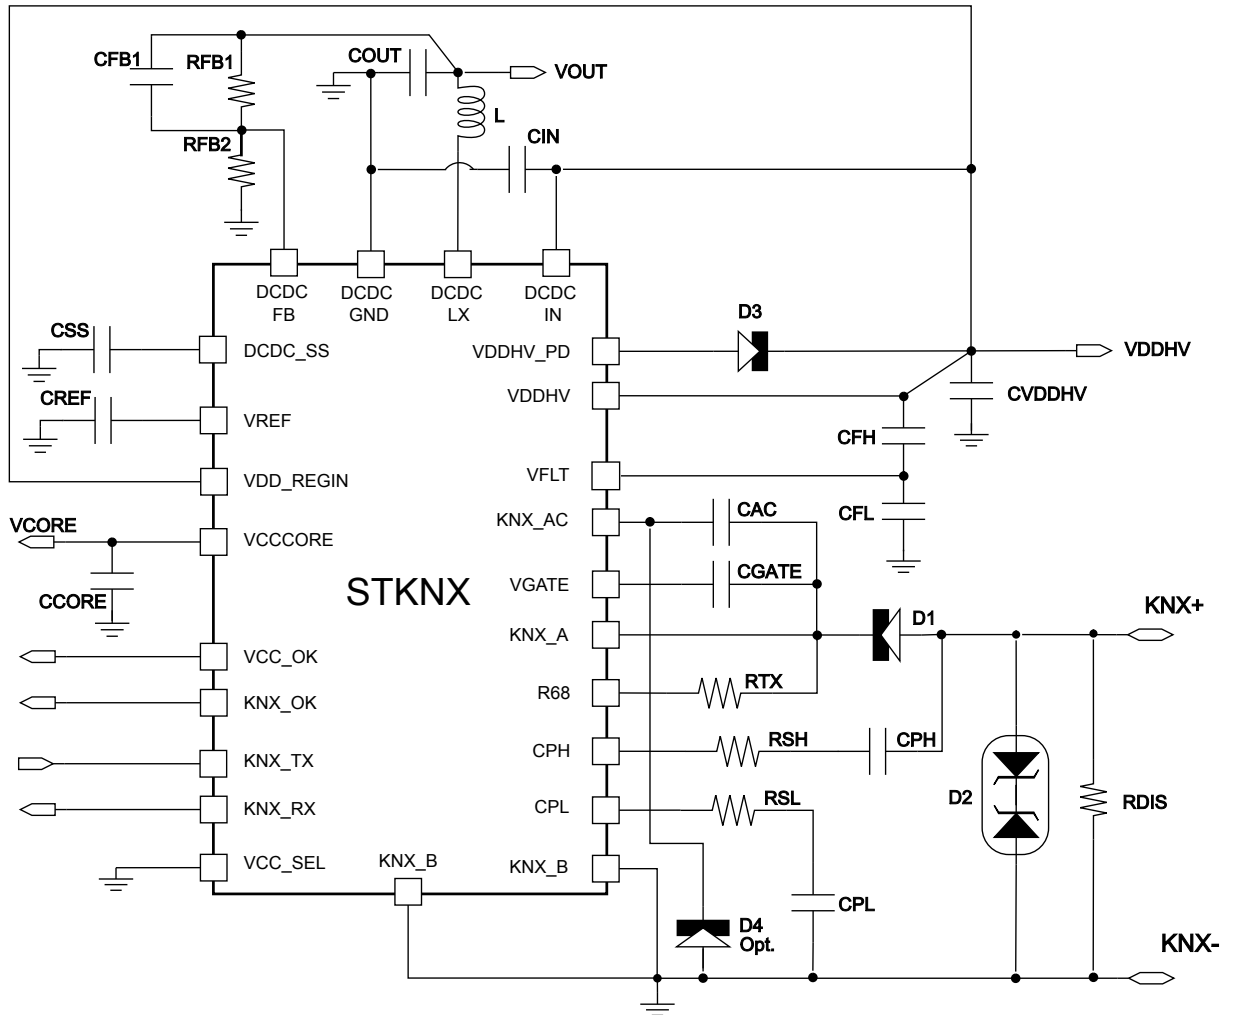 COUT
CFB1
RFB1
VOUT
L
CIN
RFB2
DCDC
FB
DCDC
GND
DCDC
LX
DCDC
IN
D3
CSS
DCDC_SS
VDDHV_PD
VDDHV
CREF
VREF
VDDHV
CVDDHV
CFH
VDD_REGIN
VFLT
CAC
CFL
VCORE
VCCCORE
KNX_AC
CGATE
CCORE
STKNX
VGATE
KNX+
D1
KNX_A
VCC_OK
KNX_OK
R68
RTX
KNX_TX
CPH
RSH
CPH
KNX_RX
CPL
RSL
D2
RDIS
VCC_SEL
KNX_B
KNX_B
CPL
D4
Opt.
KNX-